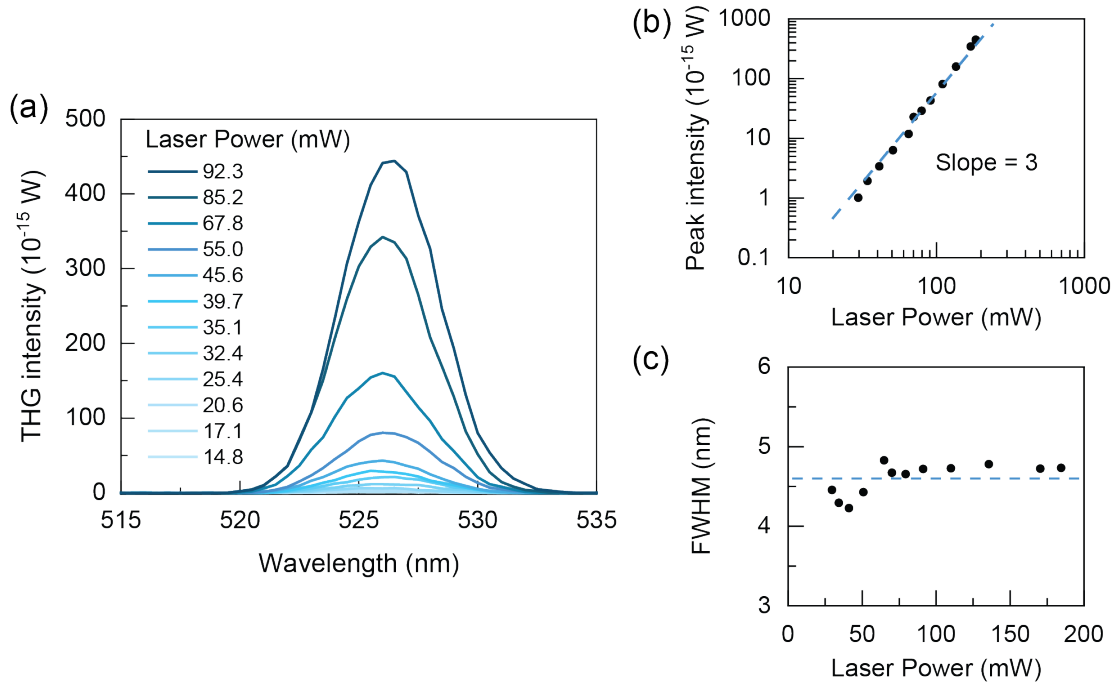 (a)
THG intensity (10⁻¹⁵ W)
500
400
300
200
100
0
Laser Power (mW)
92.3
85.2
67.8
55.0
45.6
39.7
35.1
32.4
25.4
20.6
17.1
14.8
515 520 525 530 535
Wavelength (nm)
(b)
Peak intensity (10⁻¹⁵ W)
1000
100
10
1
0.1
Slope = 3
10 100 1000
Laser Power (mW)
(c)
FWHM (nm)
6
5
4
3
0 50 100 150 200
Laser Power (mW)